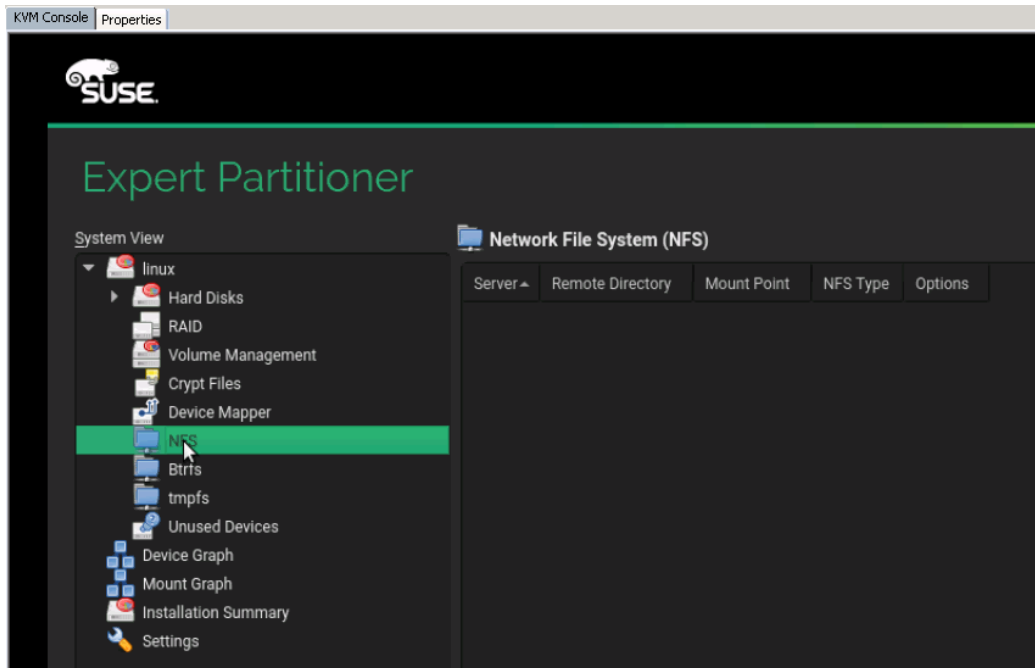 KVM Console Properties
SUSE.
Expert Partitioner
System View
linux
Hard Disks
RAID
Volume Management
Crypt Files
Device Mapper
NFS
Btrfs
tmpfs
Unused Devices
Device Graph
Mount Graph
Installation Summary
Settings
Network File System (NFS)
Server Remote Directory Mount Point NFS Type Options